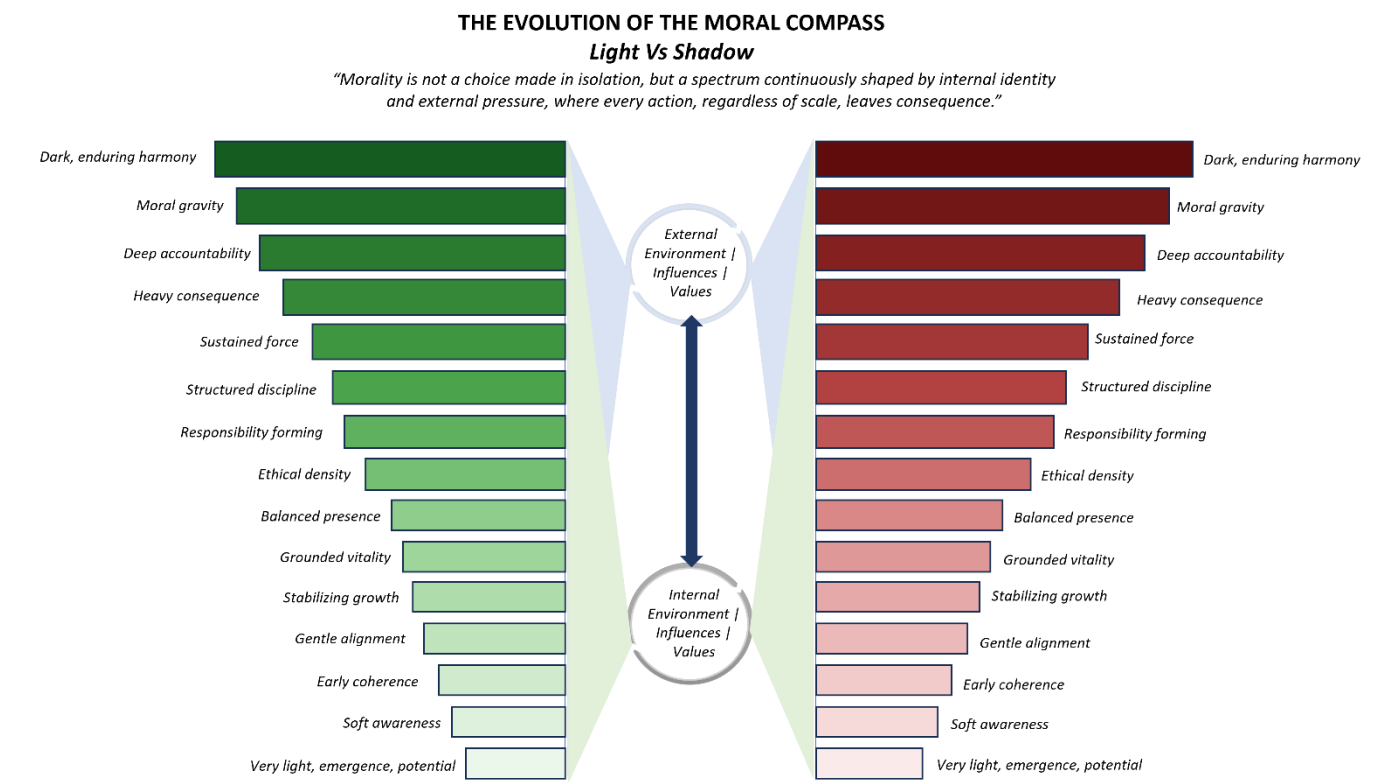 THE EVOLUTION OF THE MORAL COMPASS
Light Vs Shadow
“Morality is not a choice made in isolation, but a spectrum continuously shaped by internal identity
and external pressure, where every action, regardless of scale, leaves consequence.”
Dark, enduring harmony
Moral gravity
Deep accountability
Heavy consequence
Sustained force
Structured discipline
Responsibility forming
Ethical density
Balanced presence
Grounded vitality
Stabilizing growth
Gentle alignment
Early coherence
Soft awareness
Very light, emergence, potential
External
Environment |
Influences |
Values
Internal
Environment |
Influences |
Values
Dark, enduring harmony
Moral gravity
Deep accountability
Heavy consequence
Sustained force
Structured discipline
Responsibility forming
Ethical density
Balanced presence
Grounded vitality
Stabilizing growth
Gentle alignment
Early coherence
Soft awareness
Very light, emergence, potential